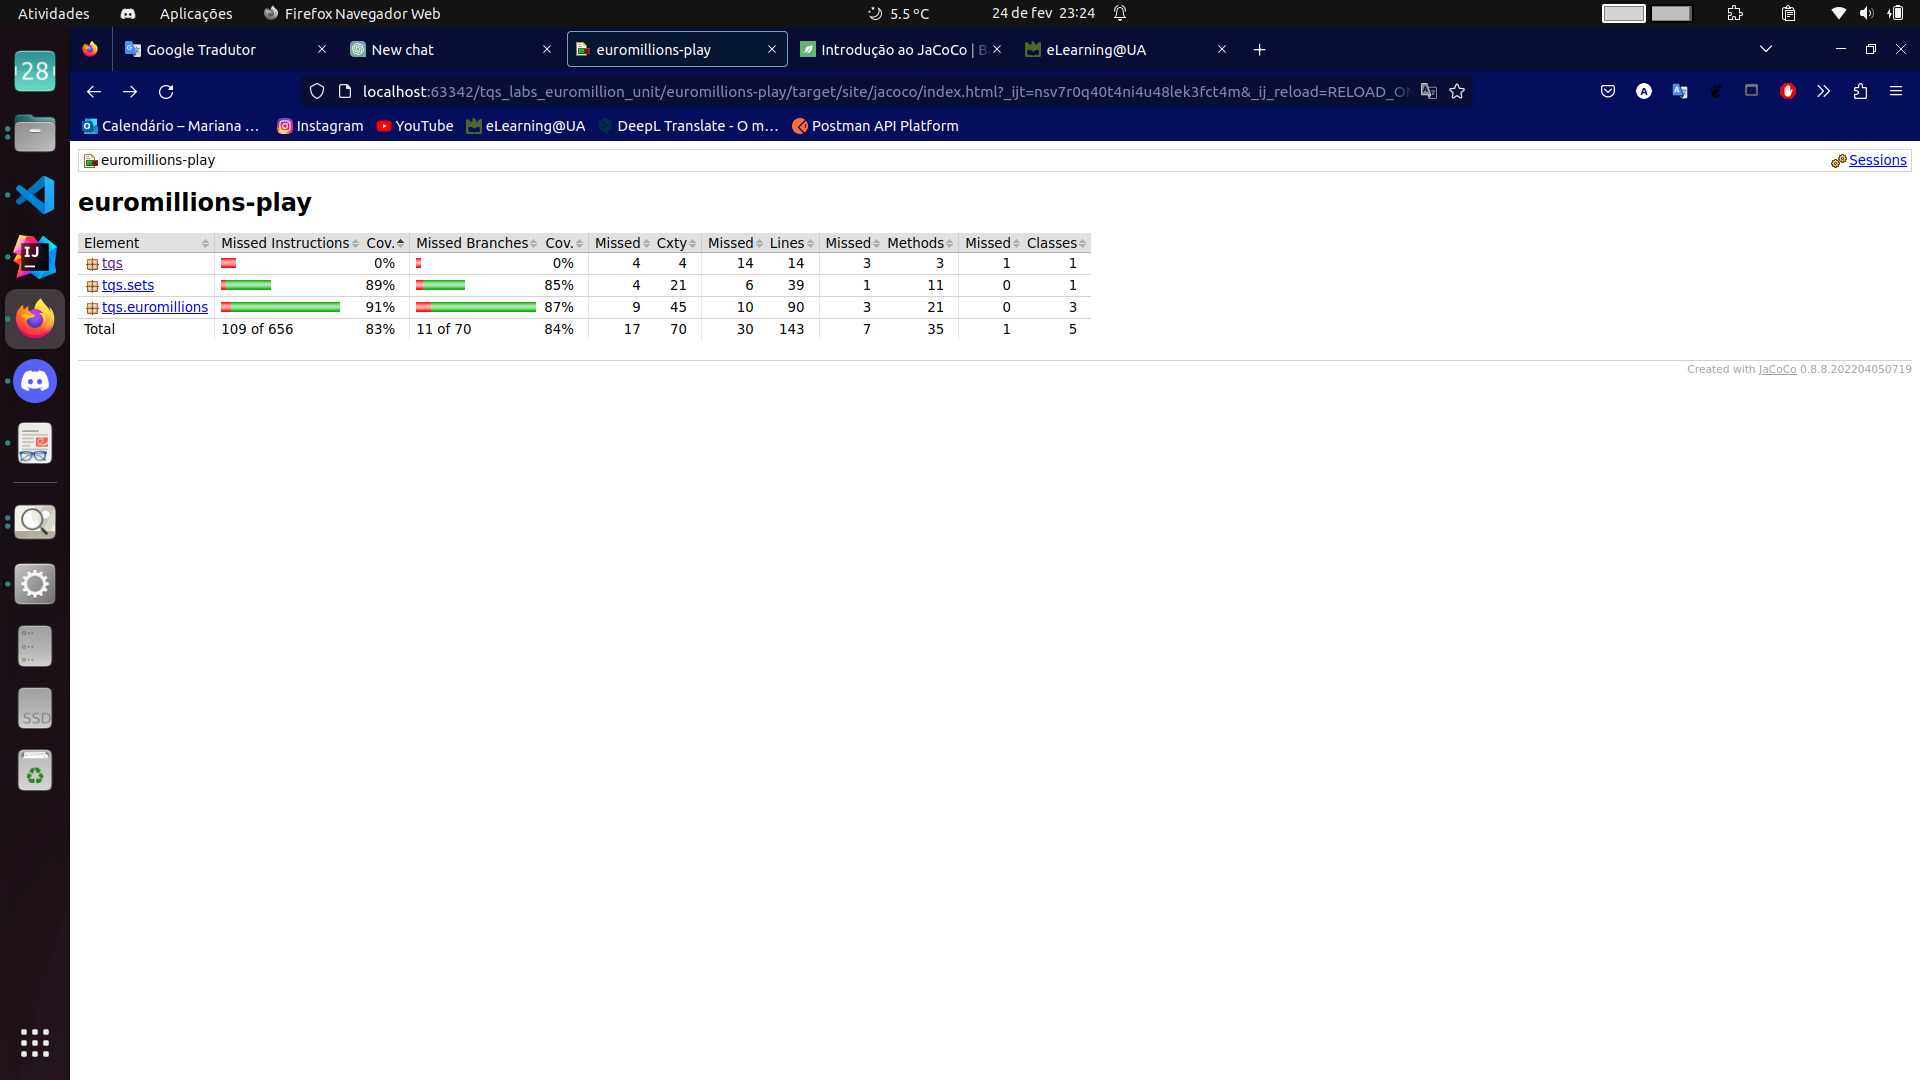 Atividades Aplicações Firefox Navegador Web 5.5 ºC 24 de fev 23:24
28
Google Tradutor New chat euromillions-play Introdução ao JaCoCo | B eLearning@UA
localhost:63342/tqs_labs_euromillion_unit/euromillions-play/target/site/jacoco/index.html?_ijt=nsv7r0q40t4ni4u48lek3fct4m&_ij_reload=RELOAD_ON
Calendário – Mariana … Instagram YouTube eLearning@UA DeepL Translate - O m… Postman API Platform
euromillions-play Sessions
euromillions-play
Element Missed Instructions Cov. Missed Branches Cov. Missed Cxty Missed Lines Missed Methods Missed Classes
tqs 0% 0% 4 4 14 14 3 3 1 1
tqs.sets 89% 85% 4 21 6 39 1 11 0 1
tqs.euromillions 91% 87% 9 45 10 90 3 21 0 3
Total 109 of 656 83% 11 of 70 84% 17 70 30 143 7 35 1 5
Created with JaCoCo 0.8.8.202204050719
IJ
SSD